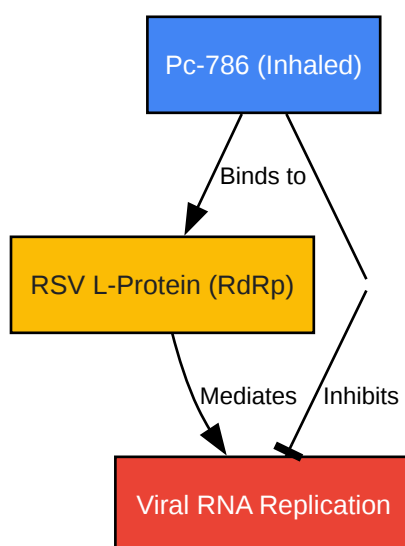 Pc-786 (Inhaled)
Binds to
RSV L-Protein (RdRp)
Mediates
Inhibits
Viral RNA Replication